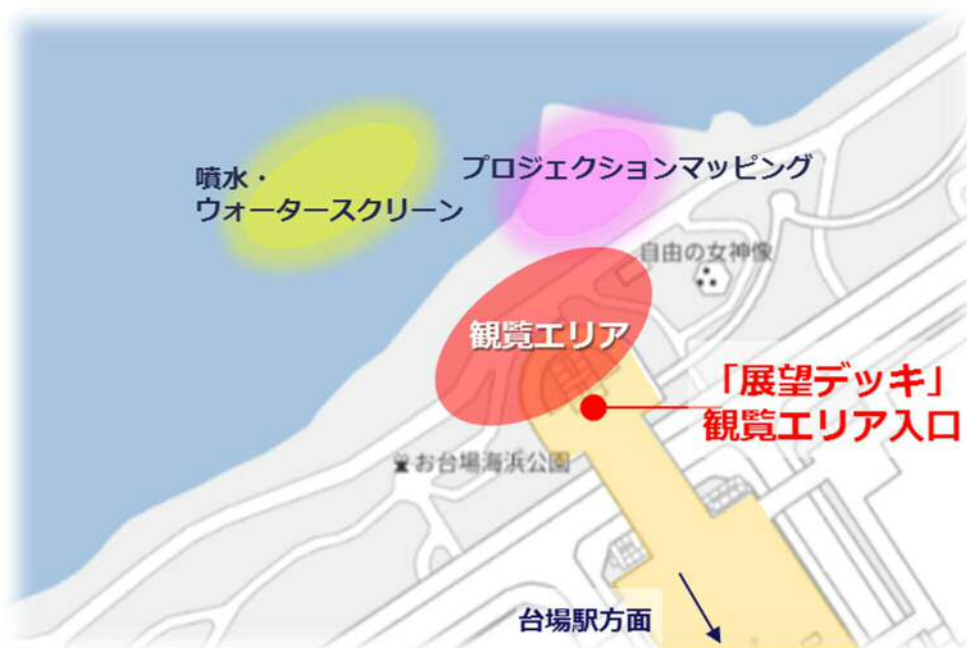 噴水・
ウォータースクリーン
プロジェクションマッピング
自由の女神像
観覧エリア
「展望デッキ」
観覧エリア入口
お台場海浜公園
台場駅方面